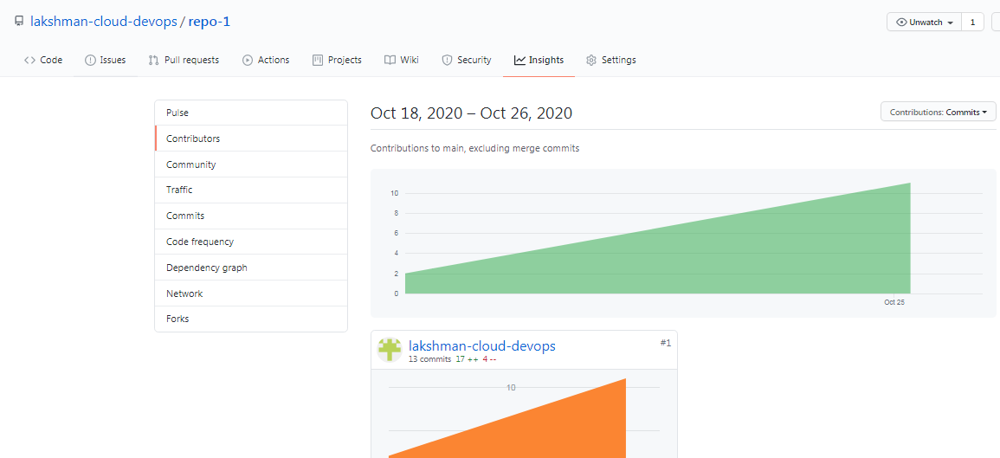 lakshman-cloud-devops / repo-1
Unwatch 1
Code Issues Pull requests Actions Projects Wiki Security Insights Settings
Pulse
Contributors
Community
Traffic
Commits
Code frequency
Dependency graph
Network
Forks
Oct 18, 2020 – Oct 26, 2020
Contributions: Commits
Contributions to main, excluding merge commits
10
8
6
4
2
0
Oct 25
lakshman-cloud-devops #1
13 commits 17 ++ 4 --
10